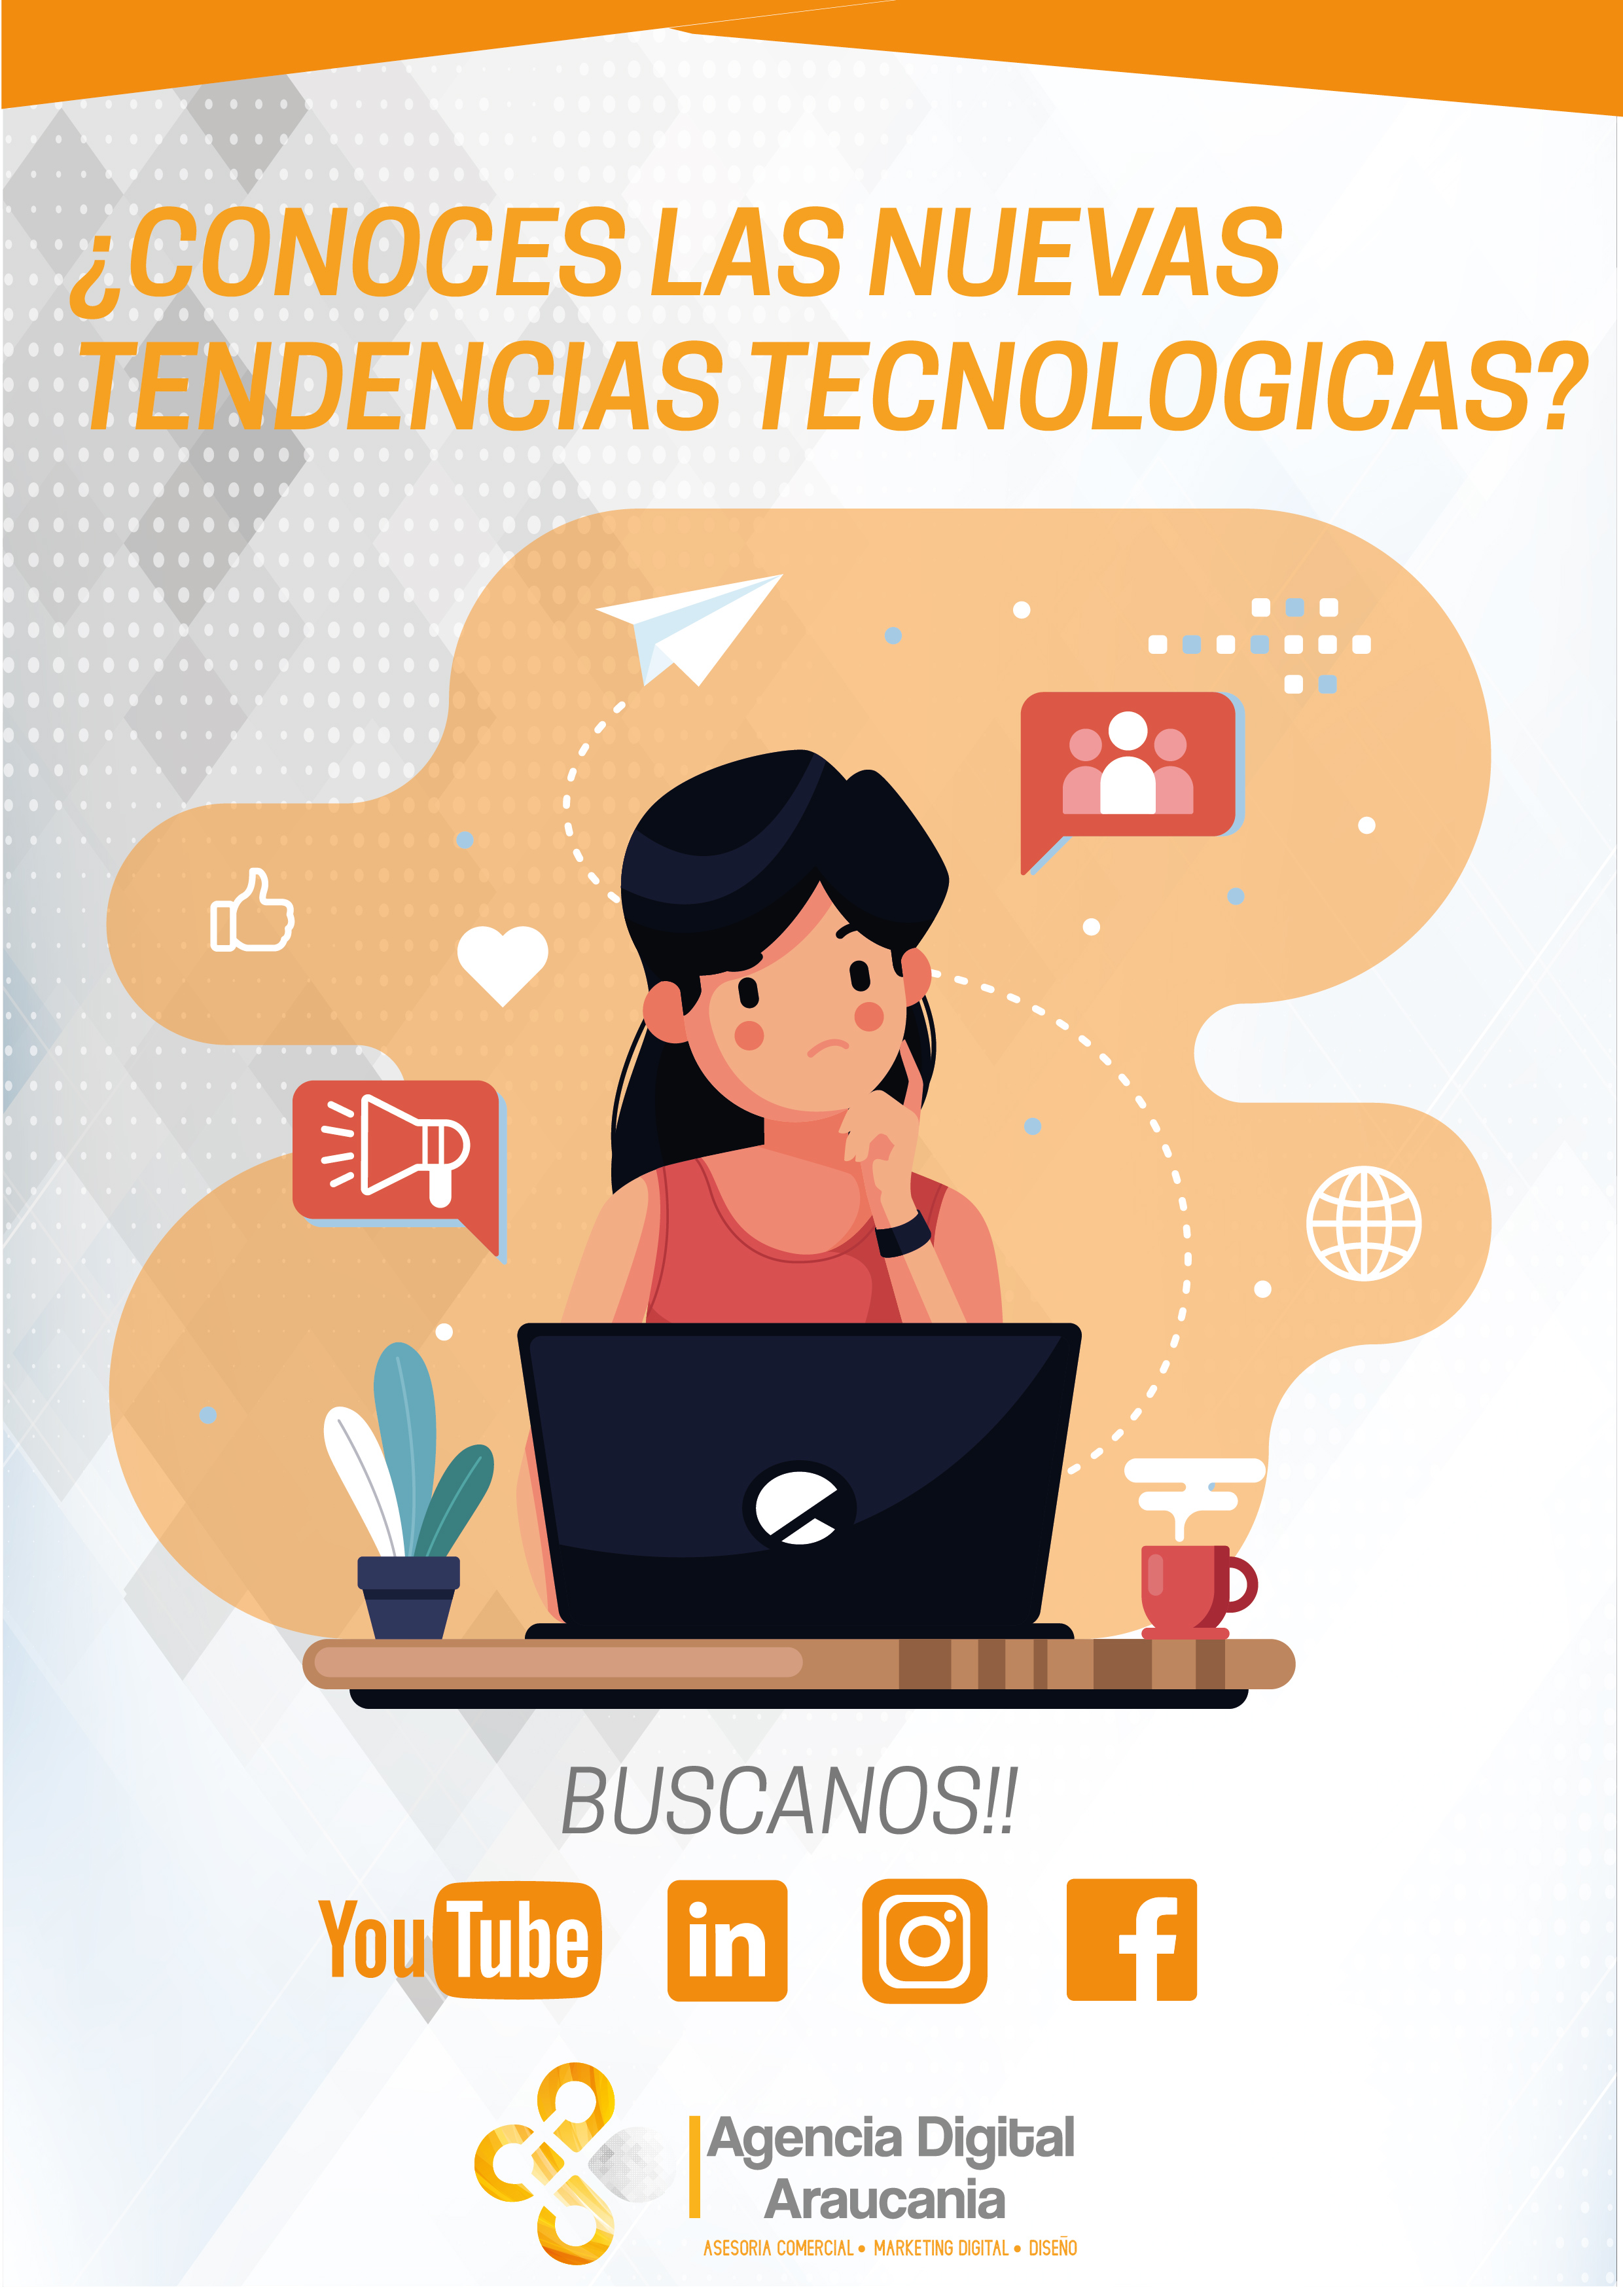 ¿CONOCES LAS NUEVAS
TENDENCIAS TECNOLOGICAS?
BUSCANOS!!
YouTube in f
Agencia Digital
Araucania
ASESORIA COMERCIAL • MARKETING DIGITAL • DISEÑO